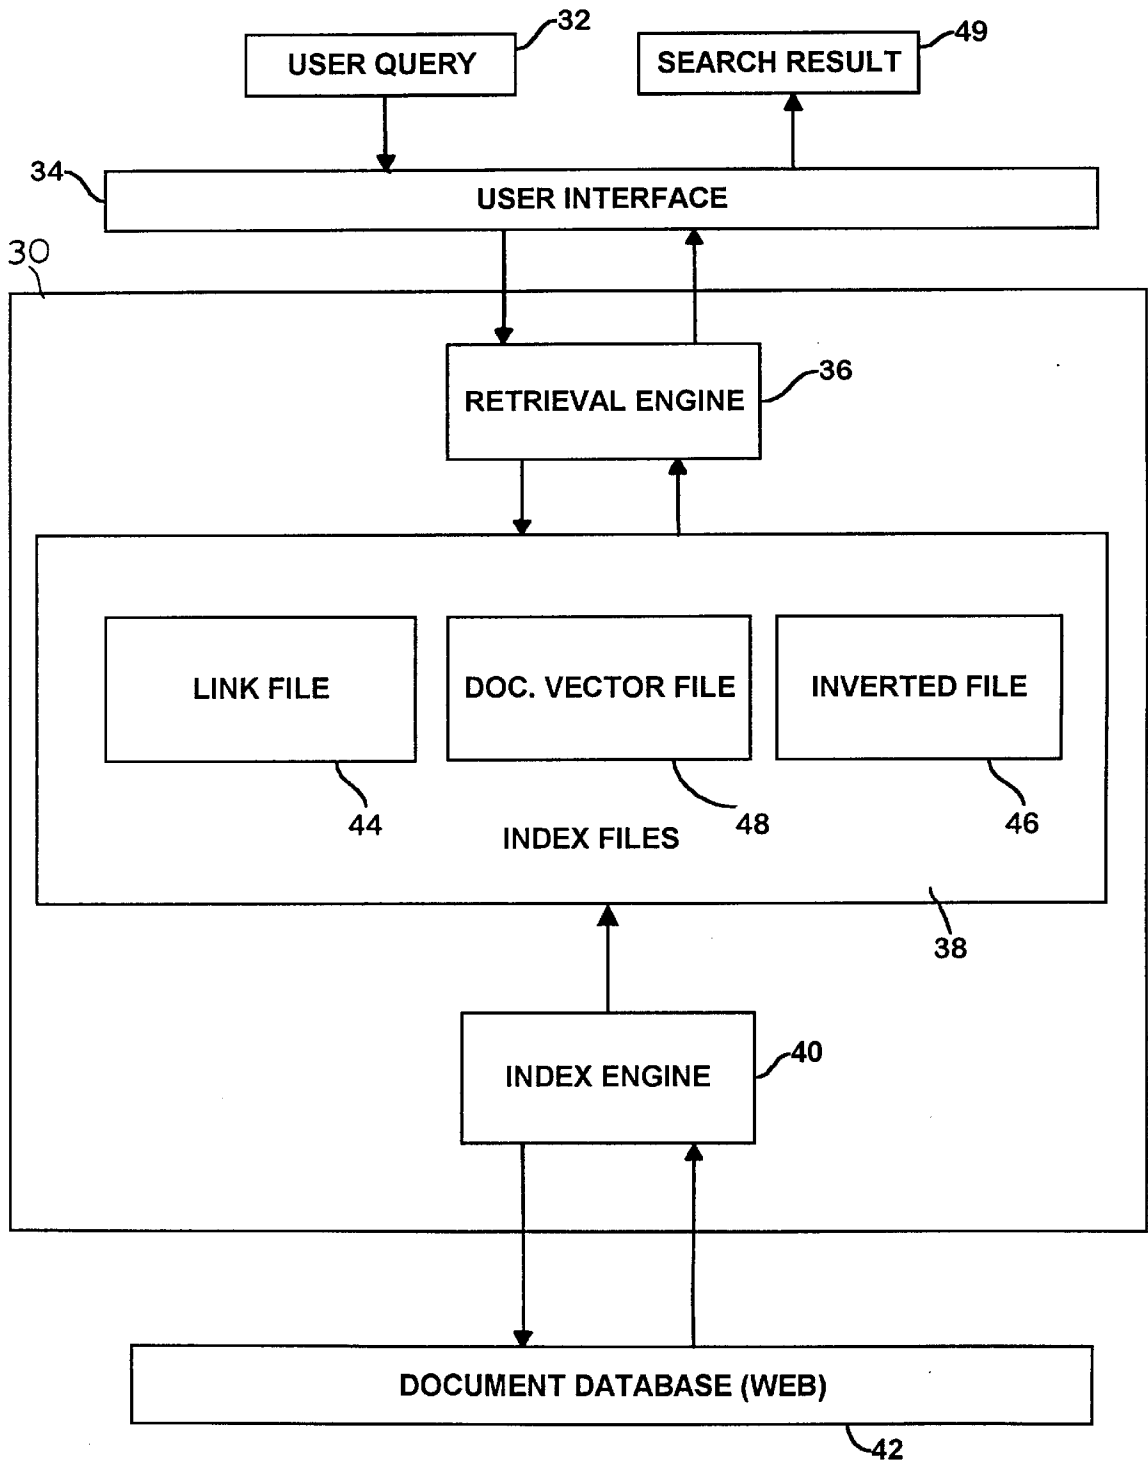 32
49
USER QUERY
SEARCH RESULT
34
USER INTERFACE
30
36
RETRIEVAL ENGINE
LINK FILE
DOC. VECTOR FILE
INVERTED FILE
44
48
46
INDEX FILES
38
40
INDEX ENGINE
DOCUMENT DATABASE (WEB)
42